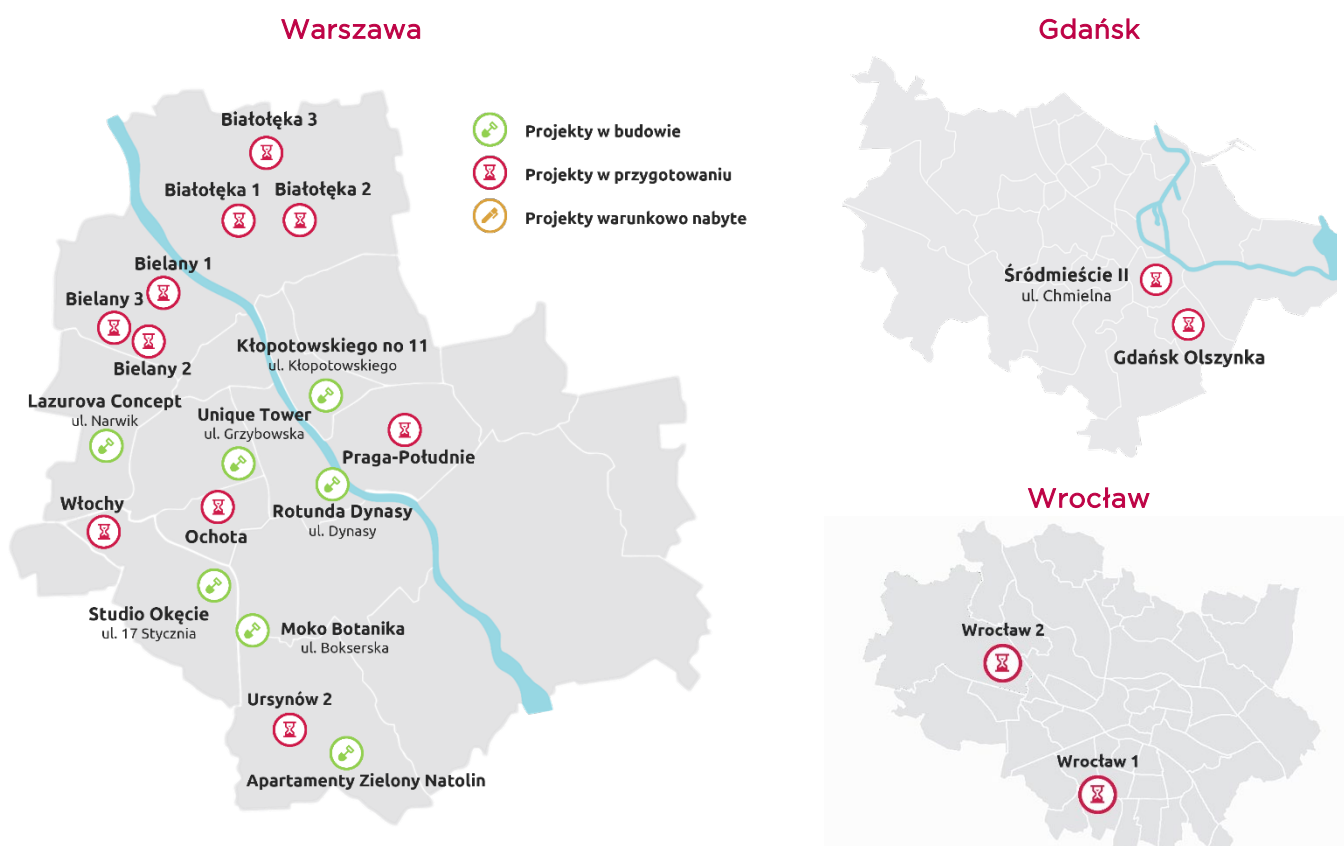 Warszawa
Białołęka 3
Białołęka 1
Białołęka 2
Bielany 1
Bielany 3
Bielany 2
Kłopotowskiego no 11
ul. Kłopotowskiego
Lazurova Concept
ul. Narwik
Unique Tower
ul. Grzybowska
Praga-Południe
Włochy
Ochota
Rotunda Dynasy
ul. Dynasy
Studio Okęcie
ul. 17 Stycznia
Moko Botanika
ul. Bokserska
Ursynów 2
Apartamenty Zielony Natolin
Projekty w budowie
Projekty w przygotowaniu
Projekty warunkowo nabyte
Gdańsk
Śródmieście II
ul. Chmielna
Gdańsk Olszynka
Wrocław
Wrocław 2
Wrocław 1